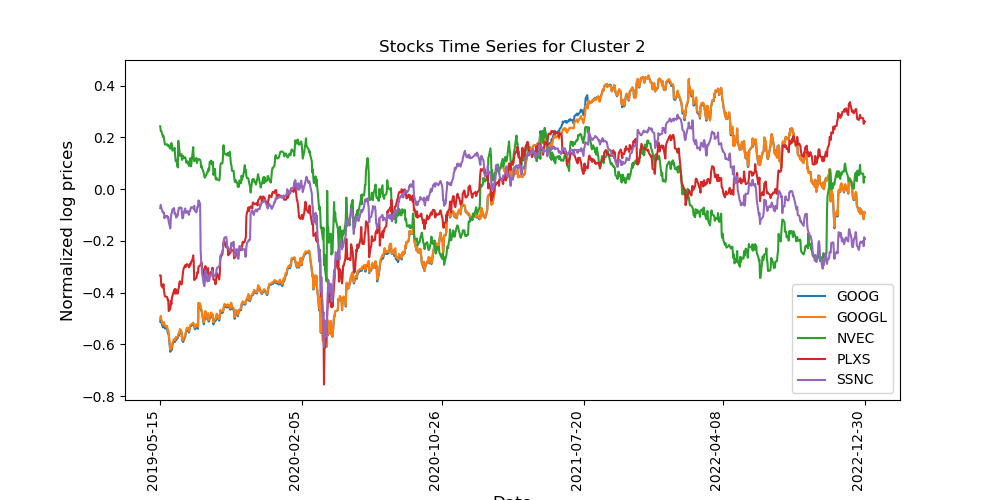 Stocks Time Series for Cluster 2
Normalized log prices
0.4
0.2
0.0
−0.2
−0.4
−0.6
−0.8
GOOG
GOOGL
NVEC
PLXS
SSNC
2019-05-15
2020-02-05
2020-10-26
2021-07-20
2022-04-08
2022-12-30
Date